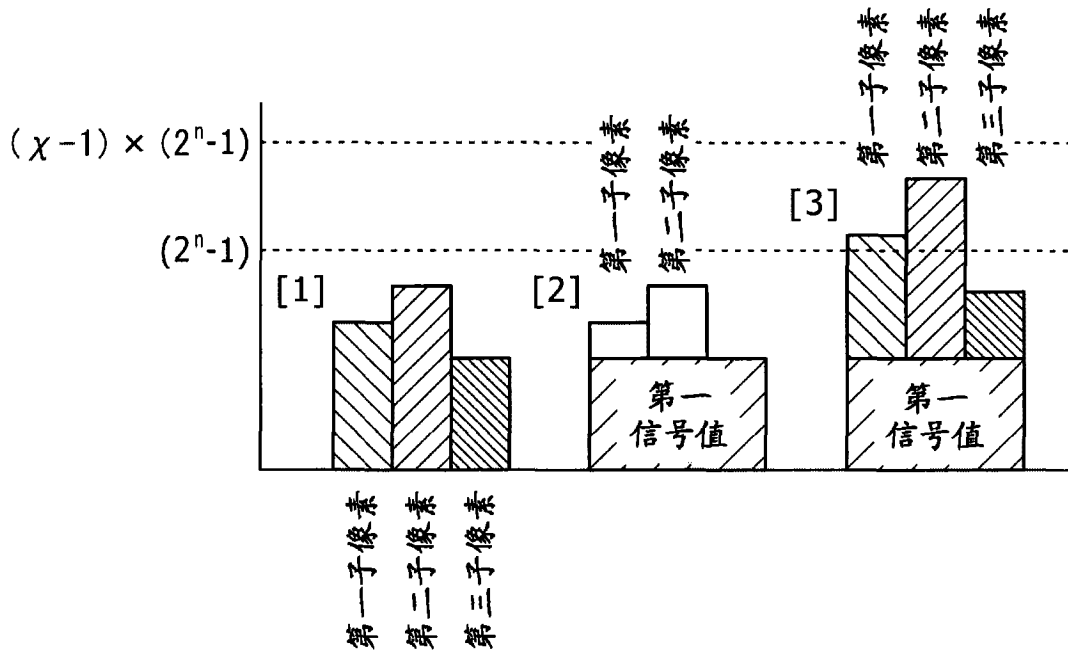 (χ-1)×(2ⁿ-1)
(2ⁿ-1)
[1]
第一子像素
第二子像素
第三子像素
[2]
第一子像素
第二子像素
第一
信号值
[3]
第一子像素
第二子像素
第三子像素
第一
信号值